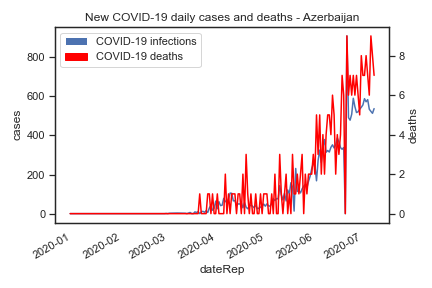 New COVID-19 daily cases and deaths - Azerbaijan
COVID-19 infections
COVID-19 deaths
cases
800
600
400
200
0
deaths
8
6
4
2
0
2020-01
2020-02
2020-03
2020-04
2020-05
2020-06
2020-07
dateRep